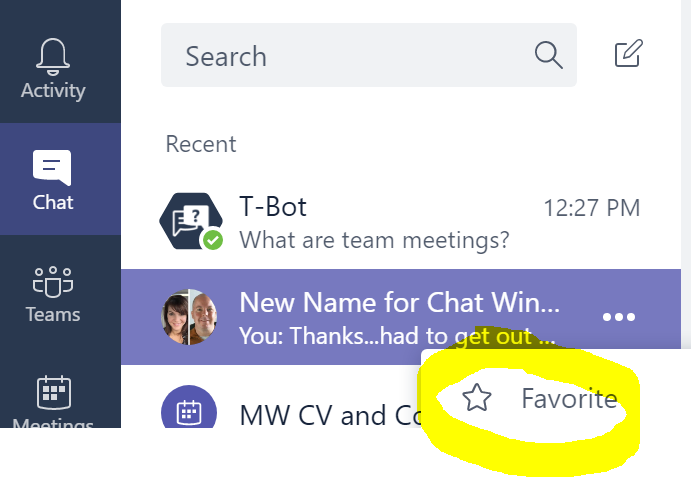 Activity
Chat
Teams
Meetings
Search
Recent
T-Bot
12:27 PM
What are team meetings?
New Name for Chat Win...
You: Thanks...had to get out ...
Favorite
MW CV and